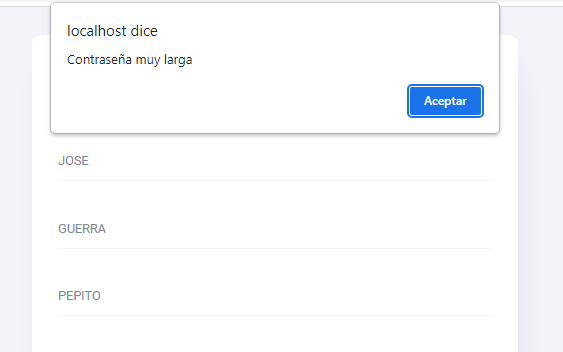 localhost dice
Contraseña muy larga
Aceptar
JOSE
GUERRA
PEPITO